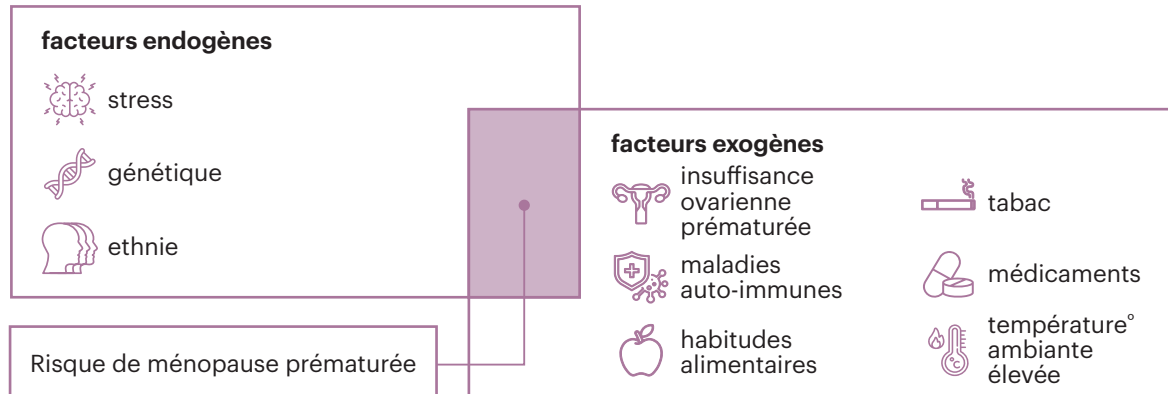 facteurs endogènes
stress
génétique
ethnie
Risque de ménopause prématurée
facteurs exogènes
insuffisance
ovarienne
prématurée
maladies
auto-immunes
habitudes
alimentaires
tabac
médicaments
température°
ambiante
élevée
°C